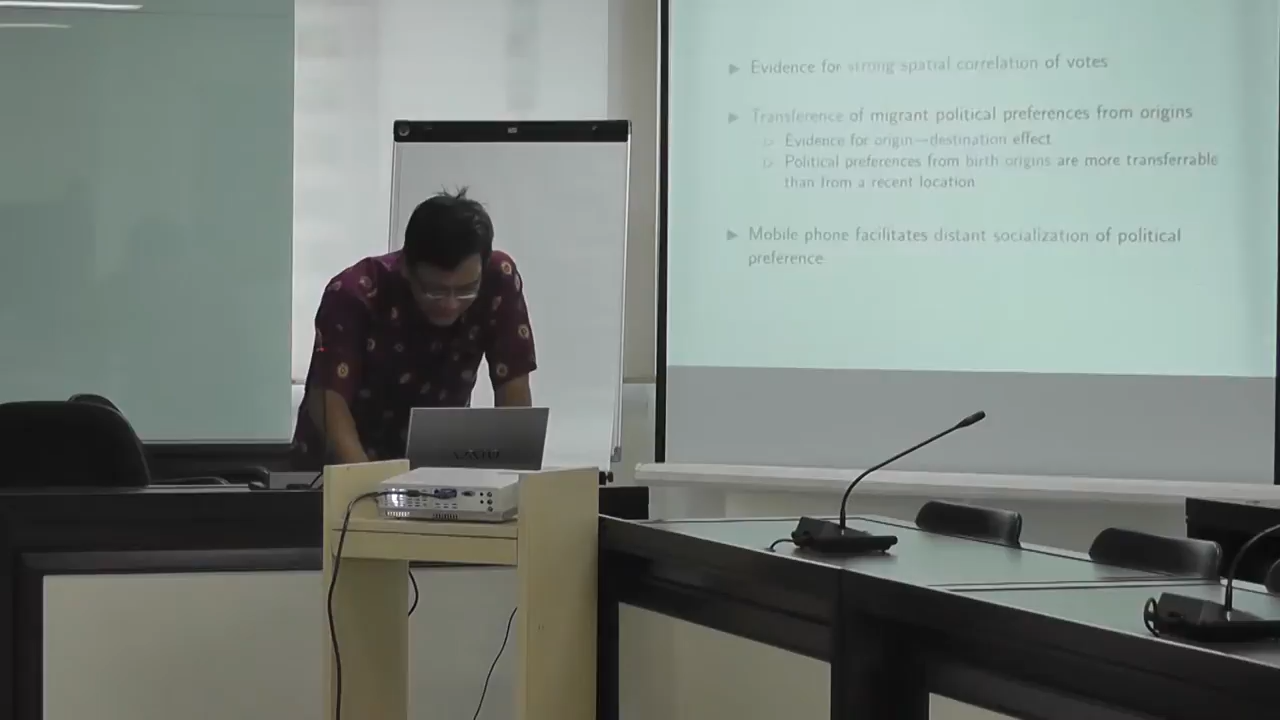 Evidence for strong spatial correlation of votes
Transference of migrant political preferences from origins
Evidence for origin—destination effect
Political preferences from birth origins are more transferrable
than from a recent location
Mobile phone facilitates distant socialization of political
preference
VAIO